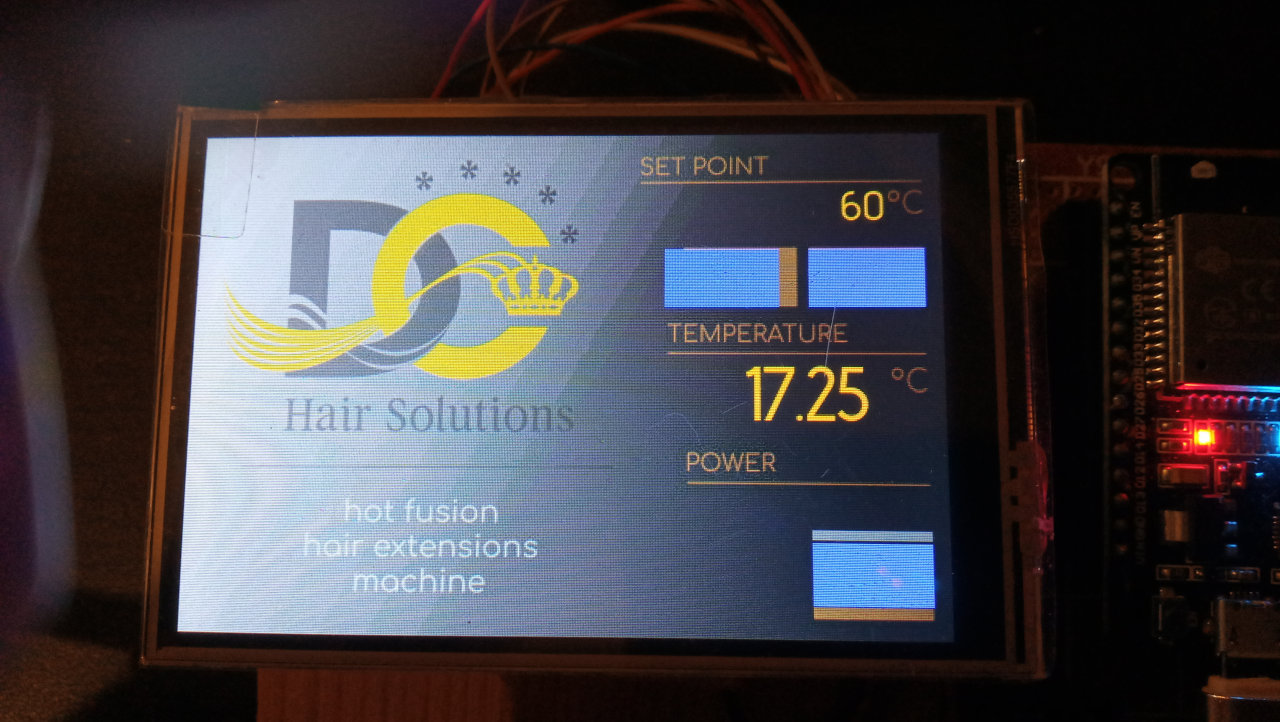 DC
Hair Solutions
hot fusion
hair extensions
machine
SET POINT
60°C
TEMPERATURE
17.25 °C
POWER